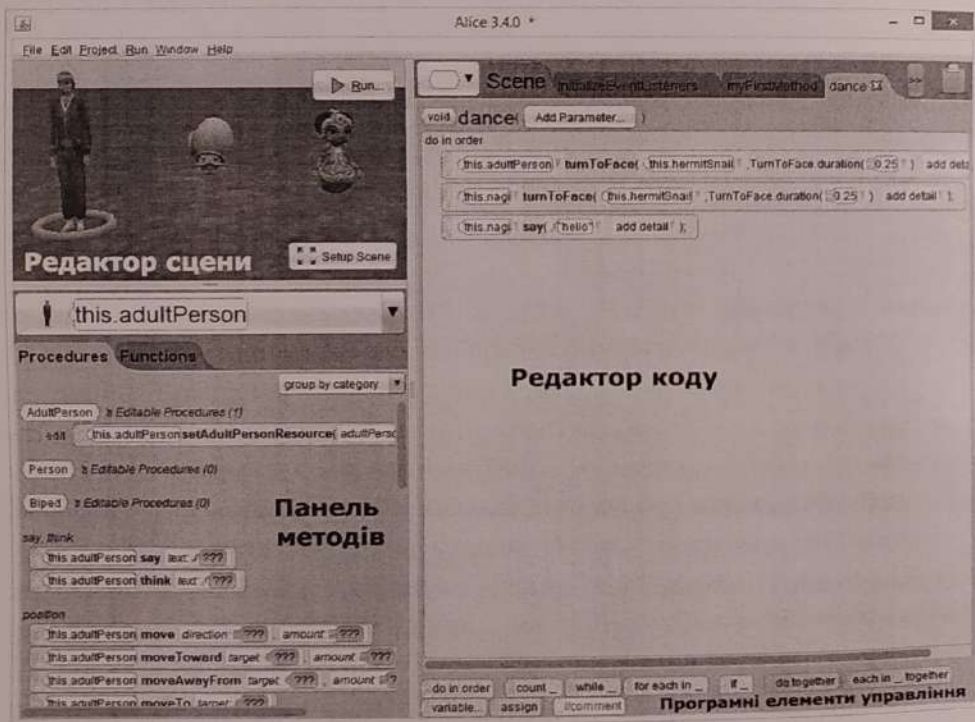 Alice 3.4.0 *
File Edit Project Run Window Help
Run...
Редактор сцени
Setup Scene
this.adultPerson
Procedures Functions
group by category
AdultPerson 's Editable Procedures (1)
edit this.adultPerson setAdultPersonResource( adultPerso
Person 's Editable Procedures (0)
Biped 's Editable Procedures (0)
Панель
методів
say, think
this.adultPerson say text ???
this.adultPerson think text ???
position
this.adultPerson move direction ??? , amount ???
this.adultPerson moveToward target ??? , amount ???
this.adultPerson moveAwayFrom target ??? , amount ?
this.adultPerson moveTo target ???
Scene initializeEventListeners myFirstMethod dance >>
void dance( Add Parameter... )
do in order
this.adultPerson turnToFace( this.hermitSnail ,TurnToFace.duration( 0.25 ) add deta
this.nagi turnToFace( this.hermitSnail ,TurnToFace.duration( 0.25 ) add detail );
this.nagi say( "hello" add detail );
Редактор коду
do in order count _ while _ for each in _ if _ do together each in _ together
variable... assign //comment Програмні елементи управління